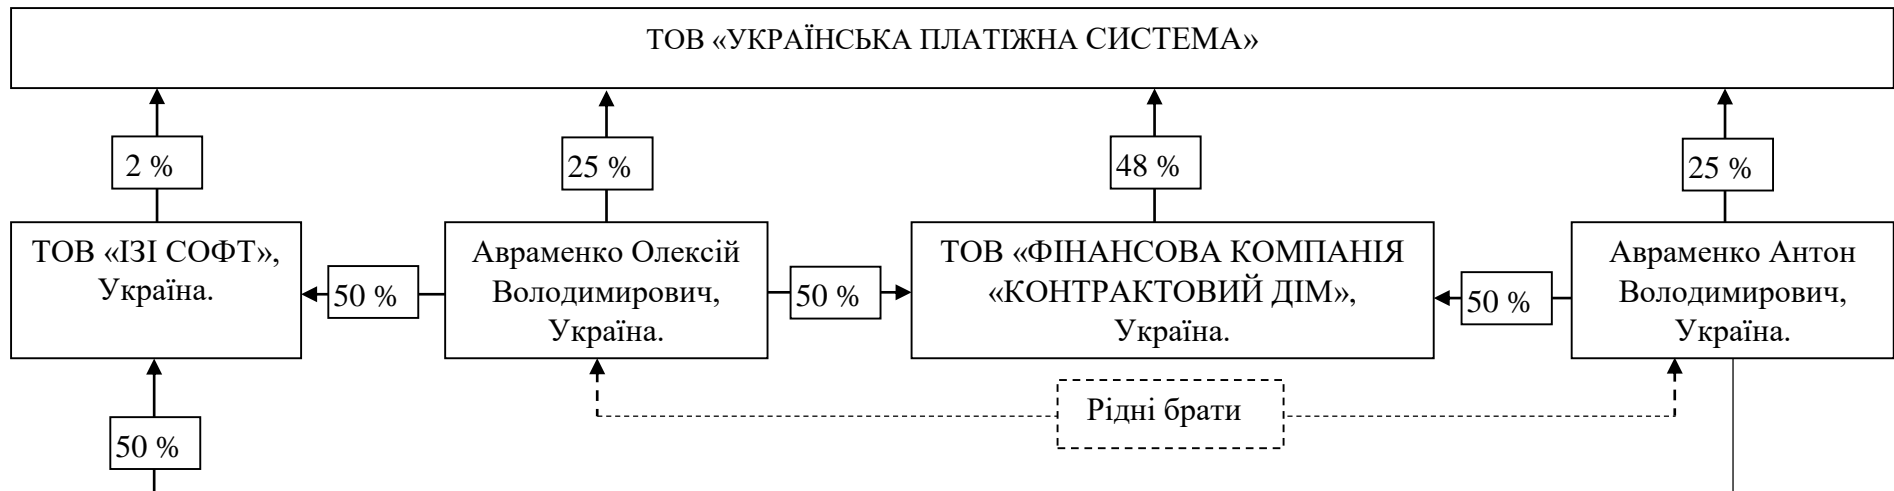 ТОВ «УКРАЇНСЬКА ПЛАТІЖНА СИСТЕМА»
2 %
25 %
48 %
25 %
ТОВ «ІЗІ СОФТ»,
Україна.
50 %
Авраменко Олексій
Володимирович,
Україна.
50 %
ТОВ «ФІНАНСОВА КОМПАНІЯ
«КОНТРАКТОВИЙ ДІМ»,
Україна.
50 %
Авраменко Антон
Володимирович,
Україна.
Рідні брати
50 %